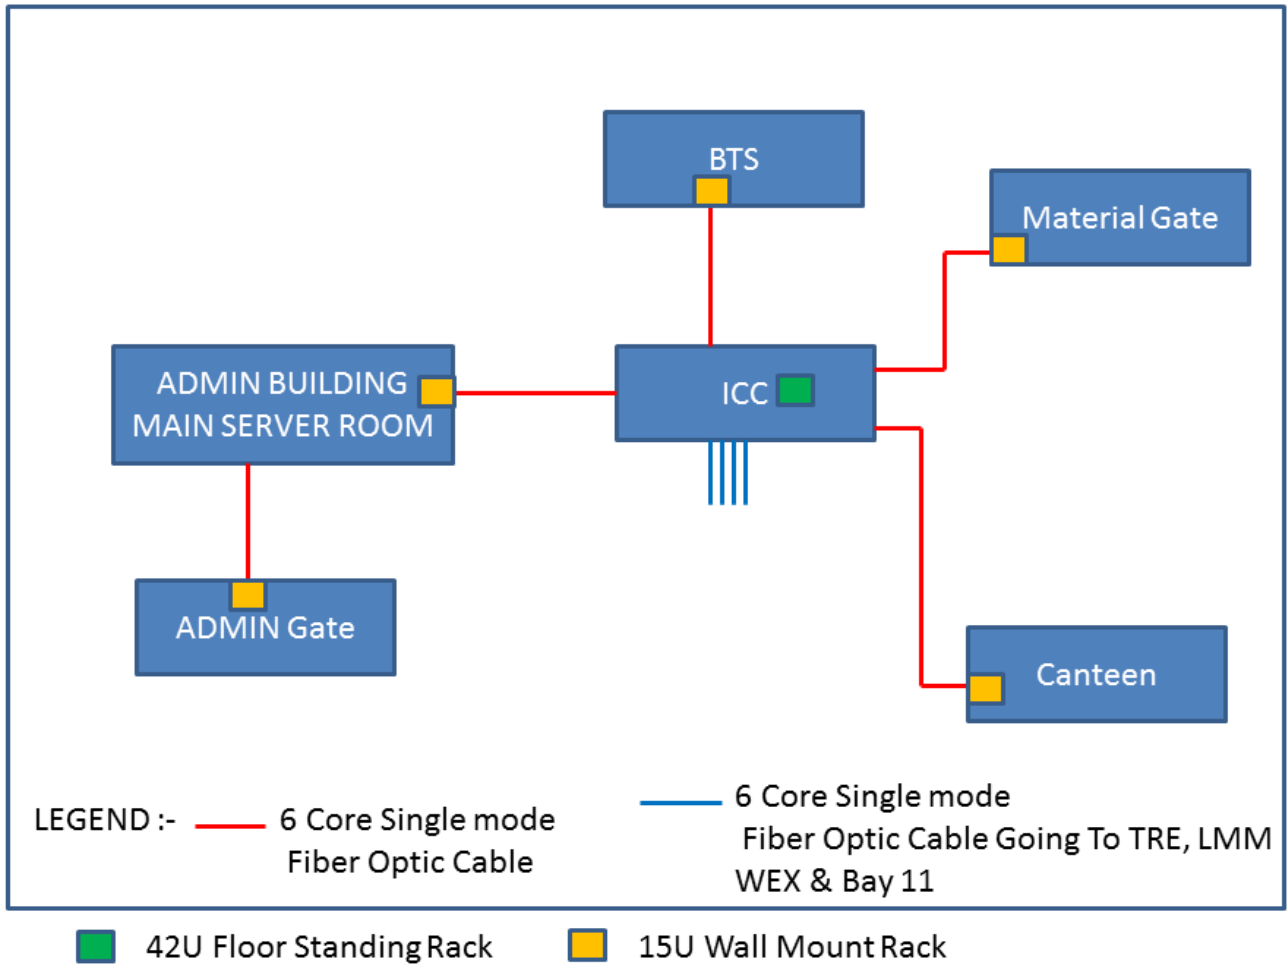 BTS
Material Gate
ADMIN BUILDING
MAIN SERVER ROOM
ICC
ADMIN Gate
Canteen
LEGEND :-
6 Core Single mode
Fiber Optic Cable
6 Core Single mode
Fiber Optic Cable Going To TRE, LMM
WEX & Bay 11
42U Floor Standing Rack
15U Wall Mount Rack